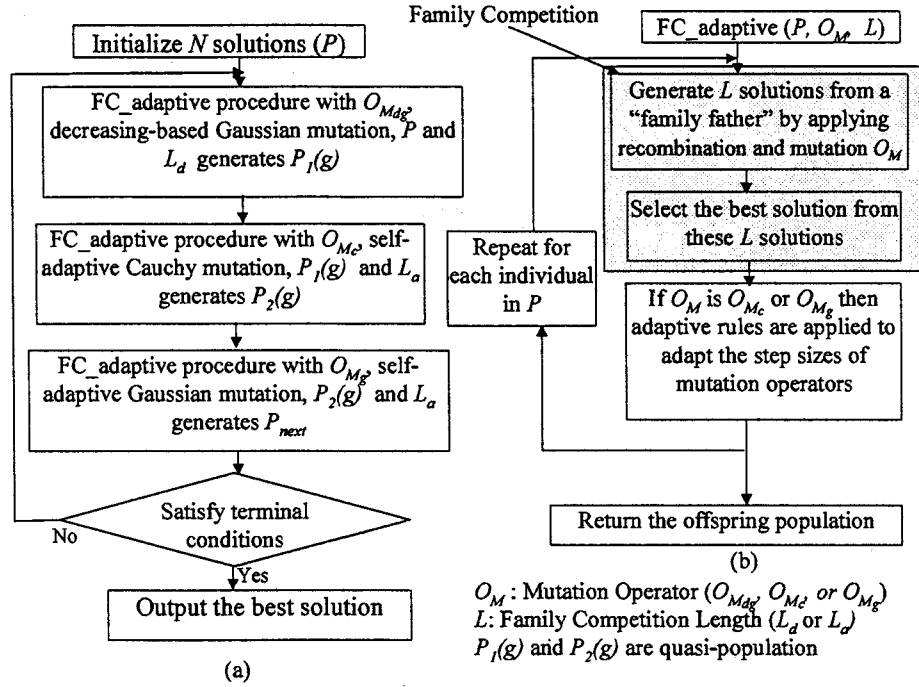 Initialize N solutions (P)
FC_adaptive procedure with O_Mdg,
decreasing-based Gaussian mutation, P and
L_d generates P_1(g)
FC_adaptive procedure with O_Mc, self-
adaptive Cauchy mutation, P_1(g) and L_a
generates P_2(g)
FC_adaptive procedure with O_Mg, self-
adaptive Gaussian mutation, P_2(g) and L_a
generates P_next
Satisfy terminal
conditions
No
Yes
Output the best solution
(a)
Family Competition
FC_adaptive (P, O_M, L)
Generate L solutions from a
“family father” by applying
recombination and mutation O_M
Select the best solution from
these L solutions
Repeat for
each individual
in P
If O_M is O_Mc or O_Mg then
adaptive rules are applied to
adapt the step sizes of
mutation operators
Return the offspring population
(b)
O_M : Mutation Operator (O_Mdg, O_Mc, or O_Mg)
L: Family Competition Length (L_d or L_a)
P_1(g) and P_2(g) are quasi-population